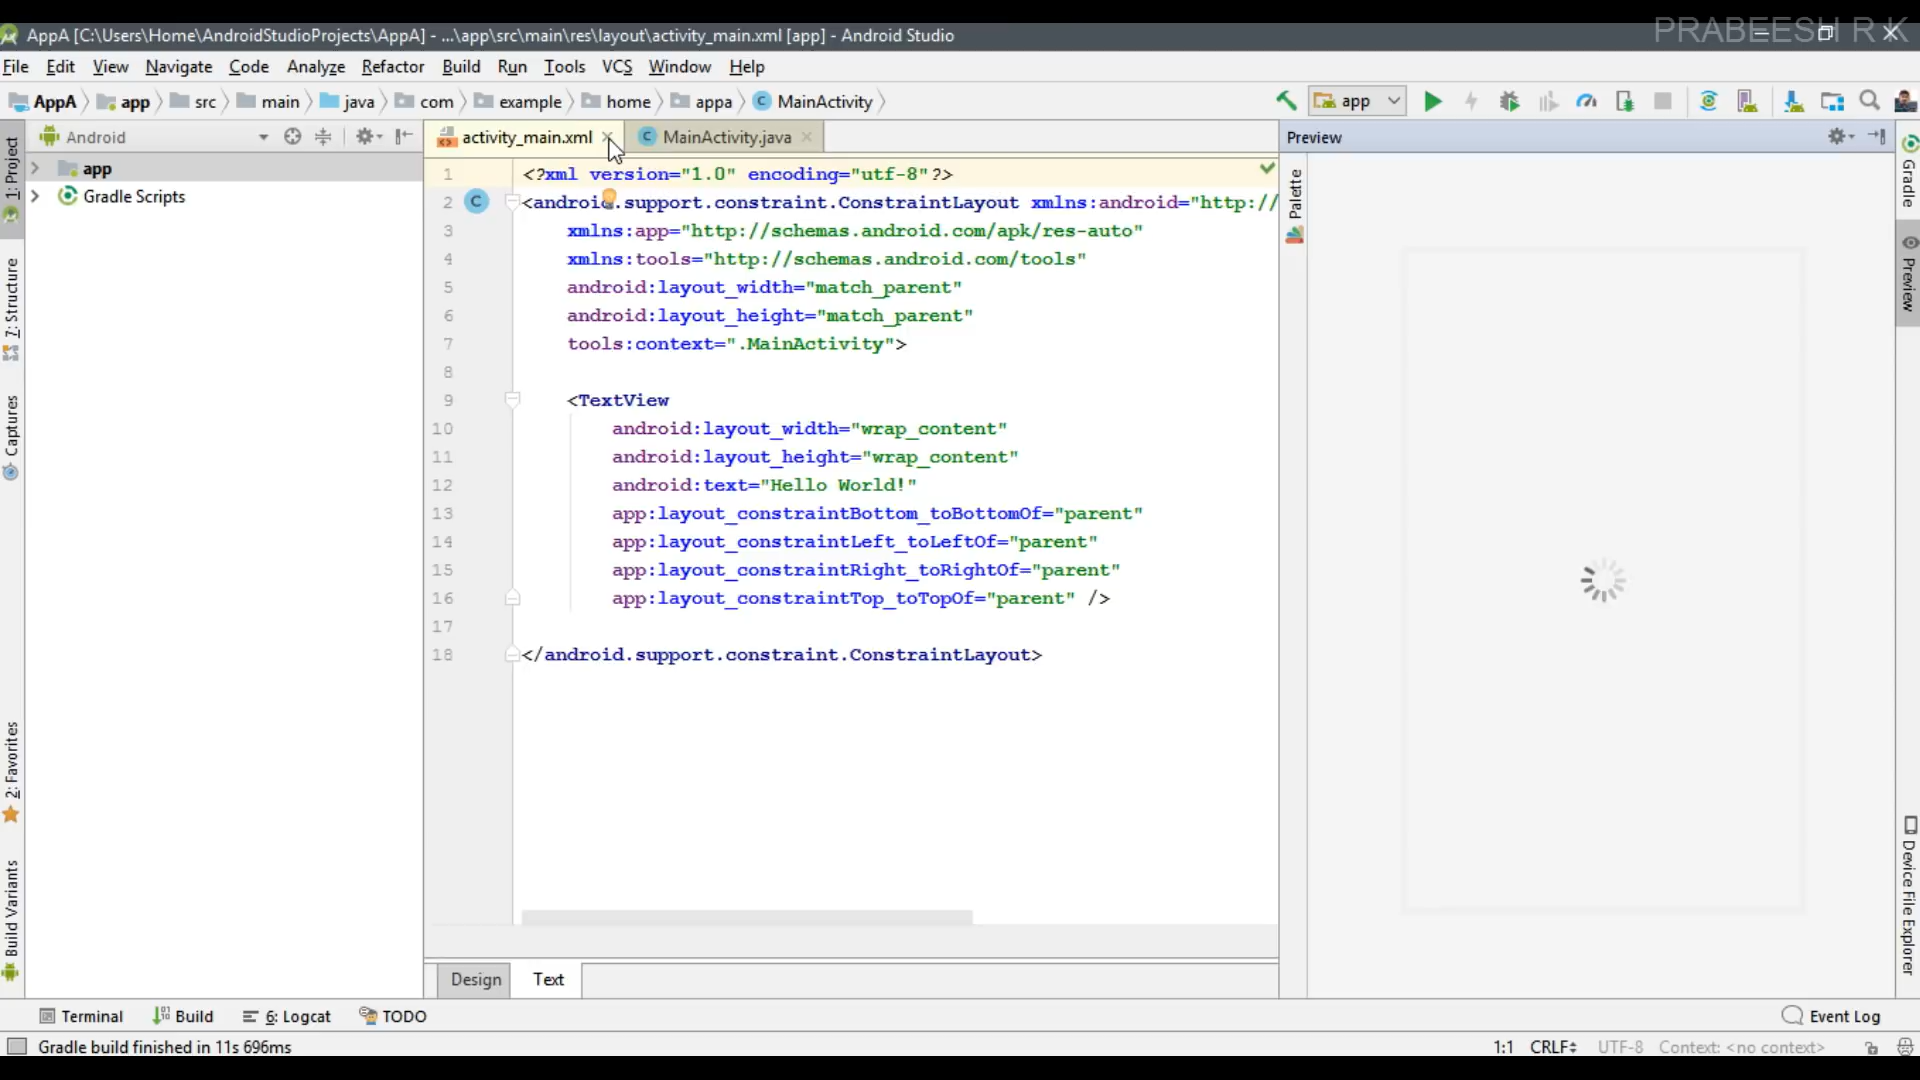 PRABEESH R K
AppA [C:\Users\Home\AndroidStudioProjects\AppA] - ...\app\src\main\res\layout\activity_main.xml [app] - Android Studio
File Edit View Navigate Code Analyze Refactor Build Run Tools VCS Window Help
AppA app src main java com example home appa MainActivity app
Android activity_main.xml MainActivity.java Preview
app
Gradle Scripts
1: Project
7: Structure
Captures
2: Favorites
Build Variants
1 <?xml version="1.0" encoding="utf-8"?>
2 C <android.support.constraint.ConstraintLayout xmlns:android="http://
3 xmlns:app="http://schemas.android.com/apk/res-auto"
4 xmlns:tools="http://schemas.android.com/tools"
5 android:layout_width="match_parent"
6 android:layout_height="match_parent"
7 tools:context=".MainActivity">
8
9 <TextView
10 android:layout_width="wrap_content"
11 android:layout_height="wrap_content"
12 android:text="Hello World!"
13 app:layout_constraintBottom_toBottomOf="parent"
14 app:layout_constraintLeft_toLeftOf="parent"
15 app:layout_constraintRight_toRightOf="parent"
16 app:layout_constraintTop_toTopOf="parent" />
17
18 </android.support.constraint.ConstraintLayout>
Palette
Gradle
Preview
Device File Explorer
Design Text
Terminal Build 6: Logcat TODO Event Log
Gradle build finished in 11s 696ms 1:1 CRLF UTF-8 Context: <no context>